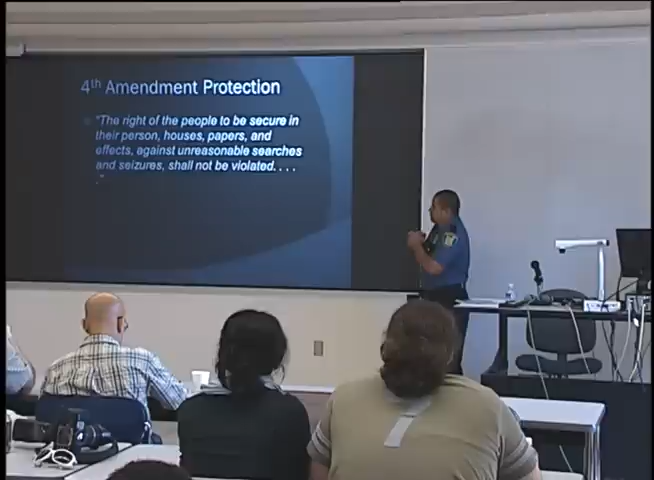 4th Amendment Protection
"The right of the people to be secure in
their person, houses, papers, and
effects, against unreasonable searches
and seizures, shall not be violated. . . .
"